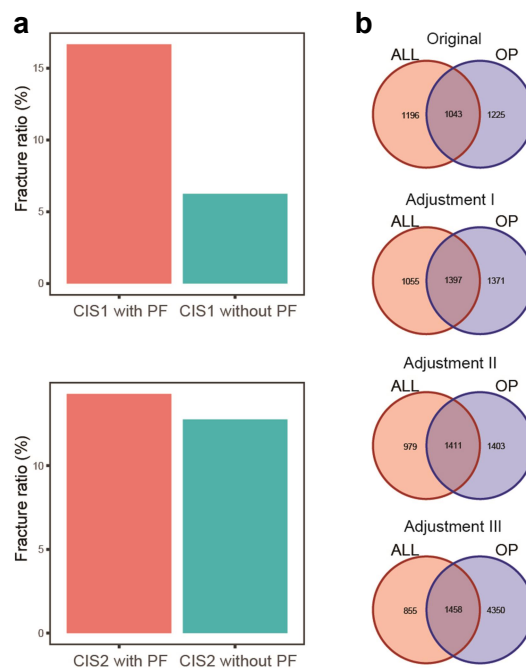 a
Fracture ratio (%)
15
10
5
0
CIS1 with PF
CIS1 without PF
Fracture ratio (%)
10
5
0
CIS2 with PF
CIS2 without PF
b
Original
ALL
OP
1196
1043
1225
Adjustment I
ALL
OP
1055
1397
1371
Adjustment II
ALL
OP
979
1411
1403
Adjustment III
ALL
OP
855
1458
4350